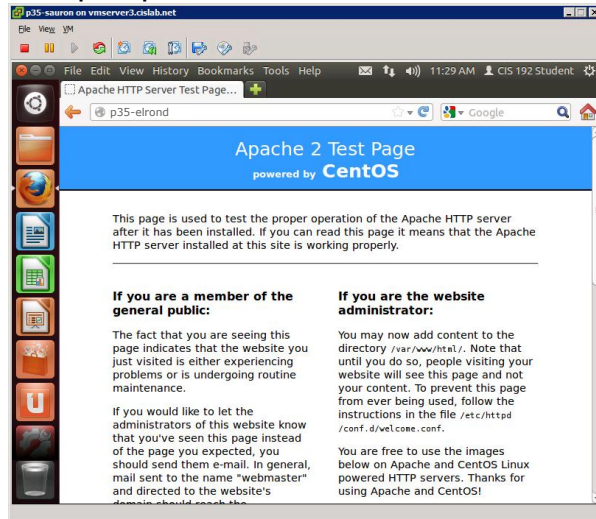 p35-sauron on vmserver3.cislab.net
File View VM
File Edit View History Bookmarks Tools Help 11:29 AM CIS 192 Student
Apache HTTP Server Test Page...
p35-elrond Google
Apache 2 Test Page
powered by CentOS
This page is used to test the proper operation of the Apache HTTP server
after it has been installed. If you can read this page it means that the Apache
HTTP server installed at this site is working properly.
If you are a member of the
general public:
The fact that you are seeing this
page indicates that the website you
just visited is either experiencing
problems or is undergoing routine
maintenance.
If you would like to let the
administrators of this website know
that you've seen this page instead
of the page you expected, you
should send them e-mail. In general,
mail sent to the name "webmaster"
and directed to the website's
domain should reach the
If you are the website
administrator:
You may now add content to the
directory /var/www/html/. Note that
until you do so, people visiting your
website will see this page and not
your content. To prevent this page
from ever being used, follow the
instructions in the file /etc/httpd
/conf.d/welcome.conf.
You are free to use the images
below on Apache and CentOS Linux
powered HTTP servers. Thanks for
using Apache and CentOS!